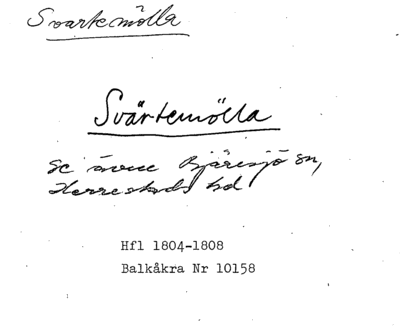 Svartemölla
Svärtemölla
se även Bjäresjö sn,
Herrestads hd
Hfl 1804-1808
Balkåkra Nr 10158